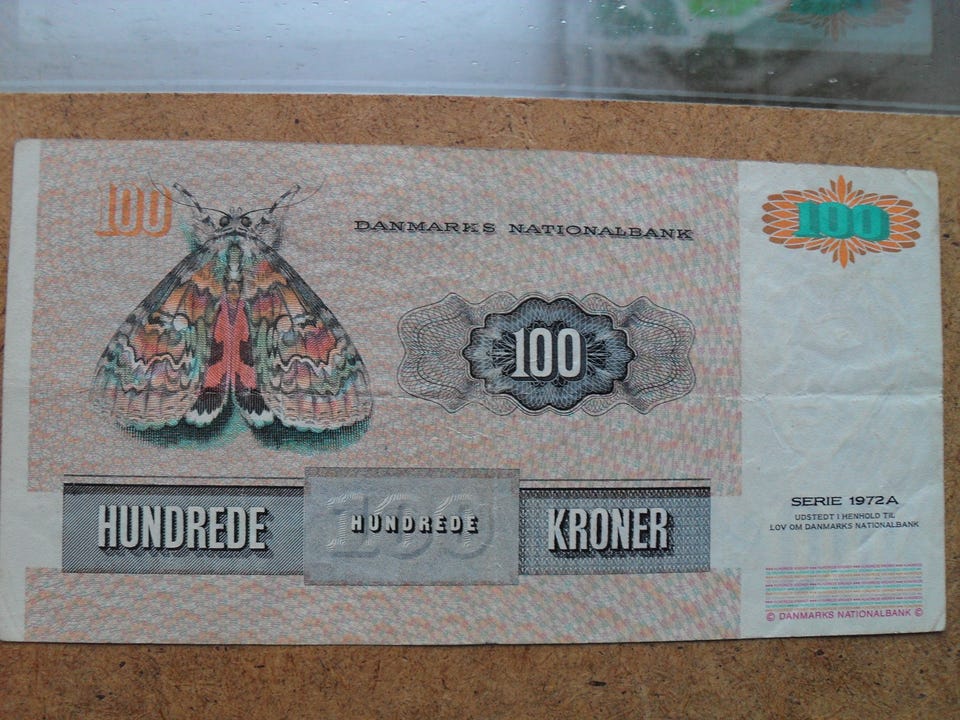 100
DANMARKS NATIONALBANK
100
100
HUNDREDE
100
HUNDREDE
KRONER
SERIE 1972A
UDSTEDT I HENHOLD TIL
LOV OM DANMARKS NATIONALBANK
© DANMARKS NATIONALBANK ©